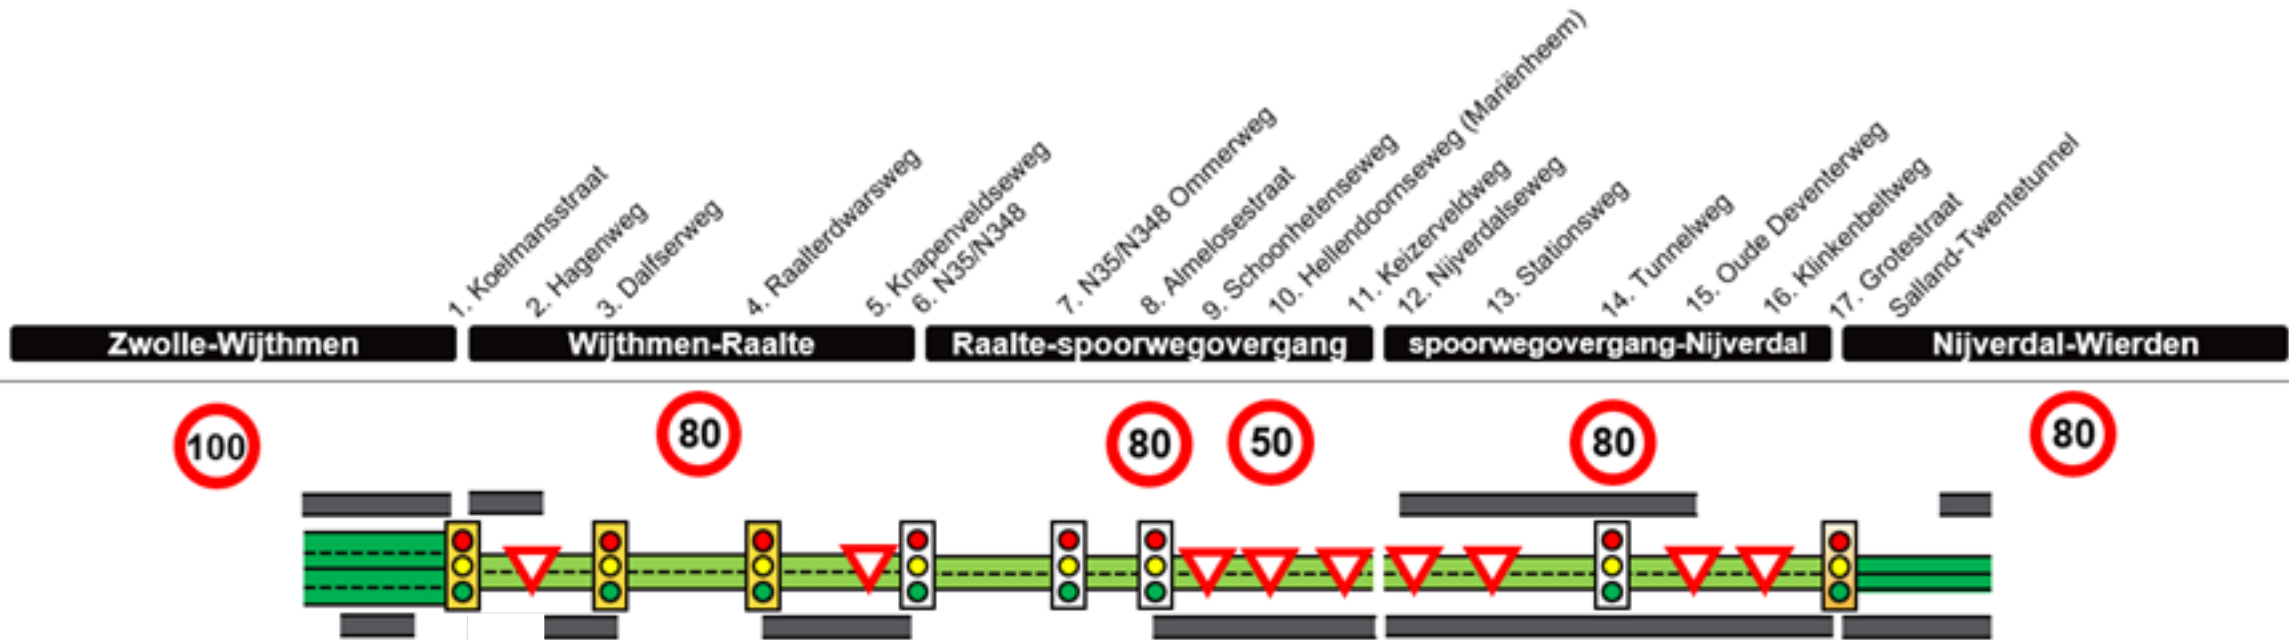 1. Koelmansstraat
2. Hagenweg
3. Dalfserweg
4. Raalterdwarsweg
5. Knapenveldseweg
6. N35/N348
7. N35/N348 Ommerweg
8. Almelosestraat
9. Schoonhetenseweg
10. Hellendoornseweg (Mariënheem)
11. Keizerveldweg
12. Nijverdalseweg
13. Stationsweg
14. Tunnelweg
15. Oude Deventerweg
16. Klinkenbeltweg
17. Grotestraat
Salland-Twentetunnel
Zwolle-Wijthmen
Wijthmen-Raalte
Raalte-spoorwegovergang
spoorwegovergang-Nijverdal
Nijverdal-Wierden
100
80
80
50
80
80